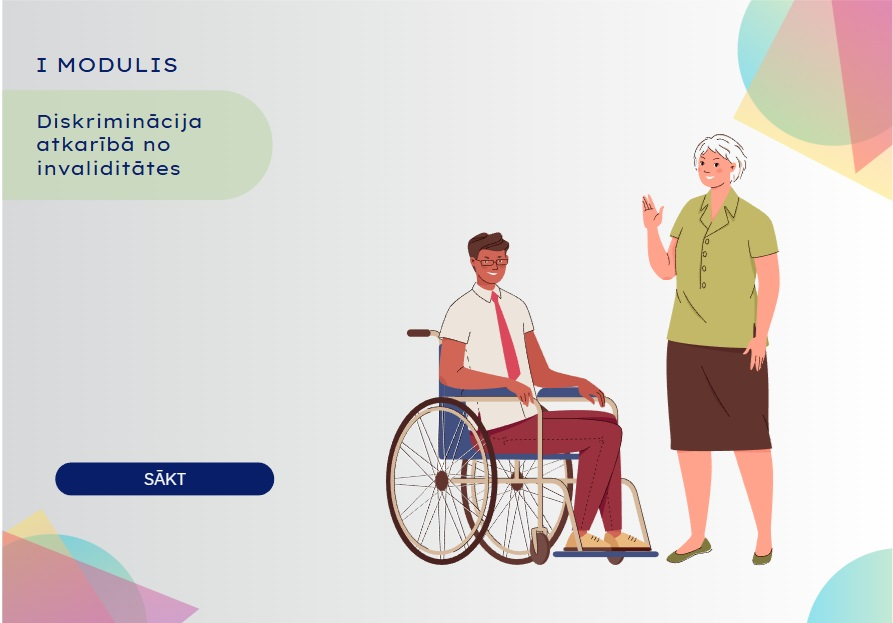 I MODULIS
Diskriminācija
atkarībā no
invaliditātes
SĀKT